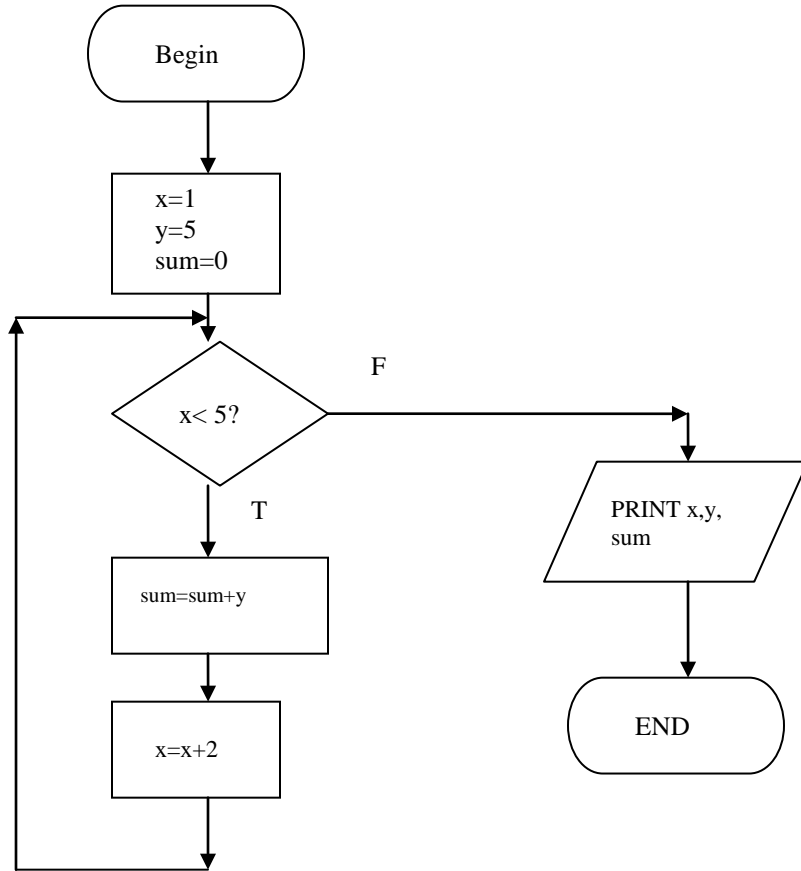 Begin
x=1
y=5
sum=0
F
x< 5?
T
PRINT x,y,
sum
sum=sum+y
x=x+2
END